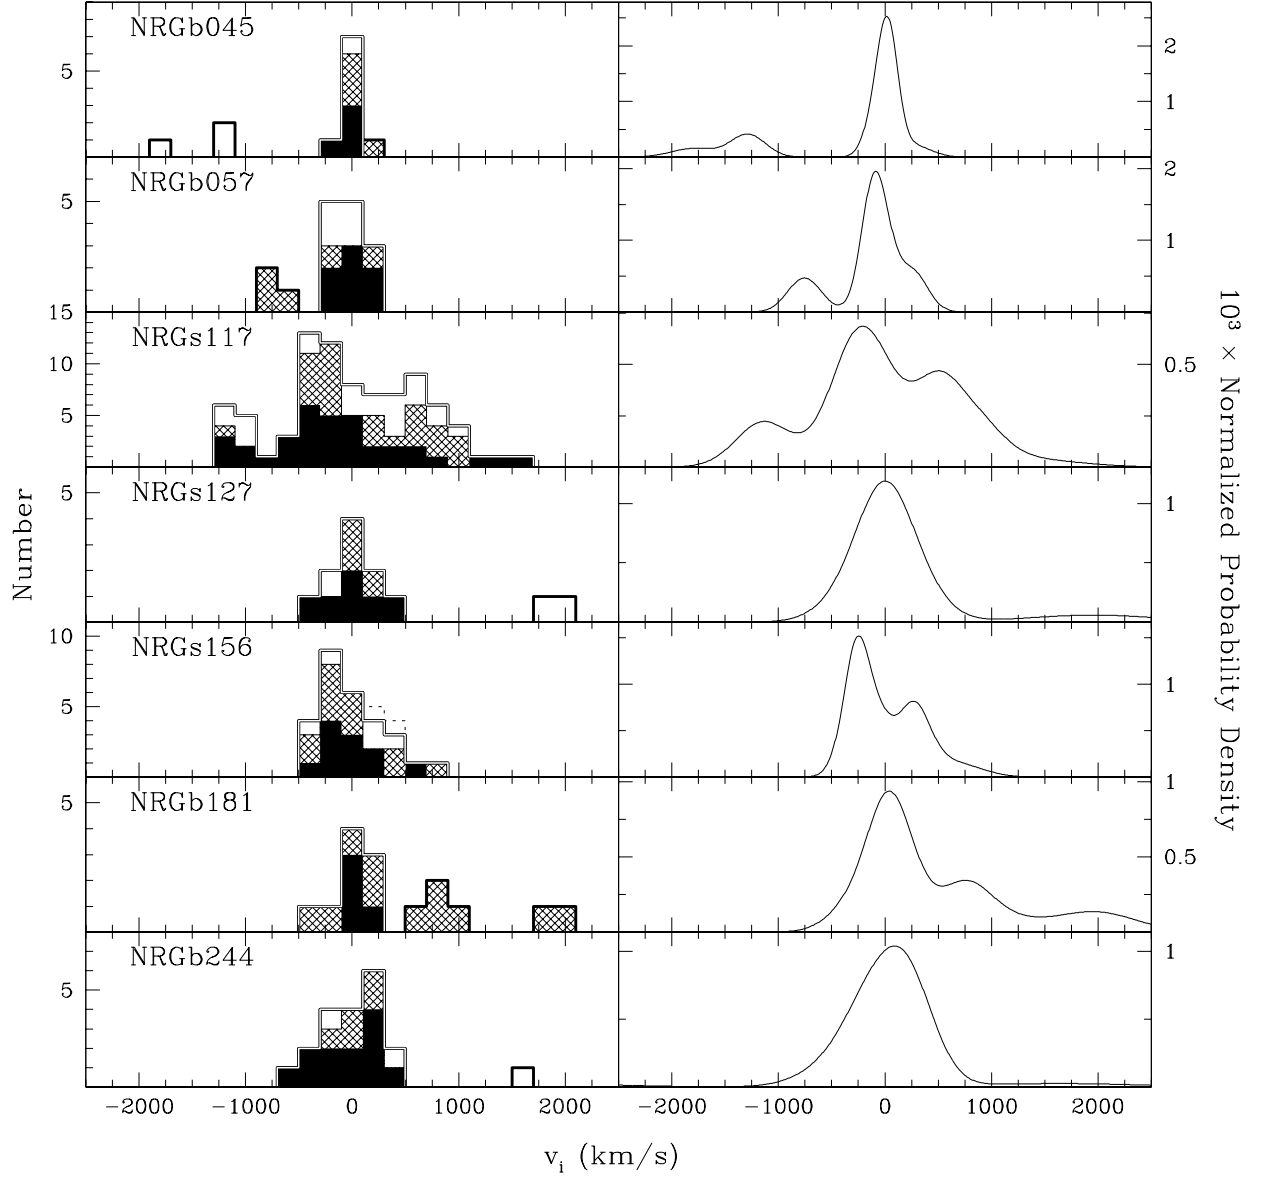 NRGb045
5
2
1
NRGb057
5
2
1
NRGs117
15
10
5
0.5
NRGs127
5
1
NRGs156
10
5
1
NRGb181
5
1
0.5
NRGb244
5
1
−2000 −1000 0 1000 2000
−2000 −1000 0 1000 2000
Number
10³ × Normalized Probability Density
vᵢ (km/s)